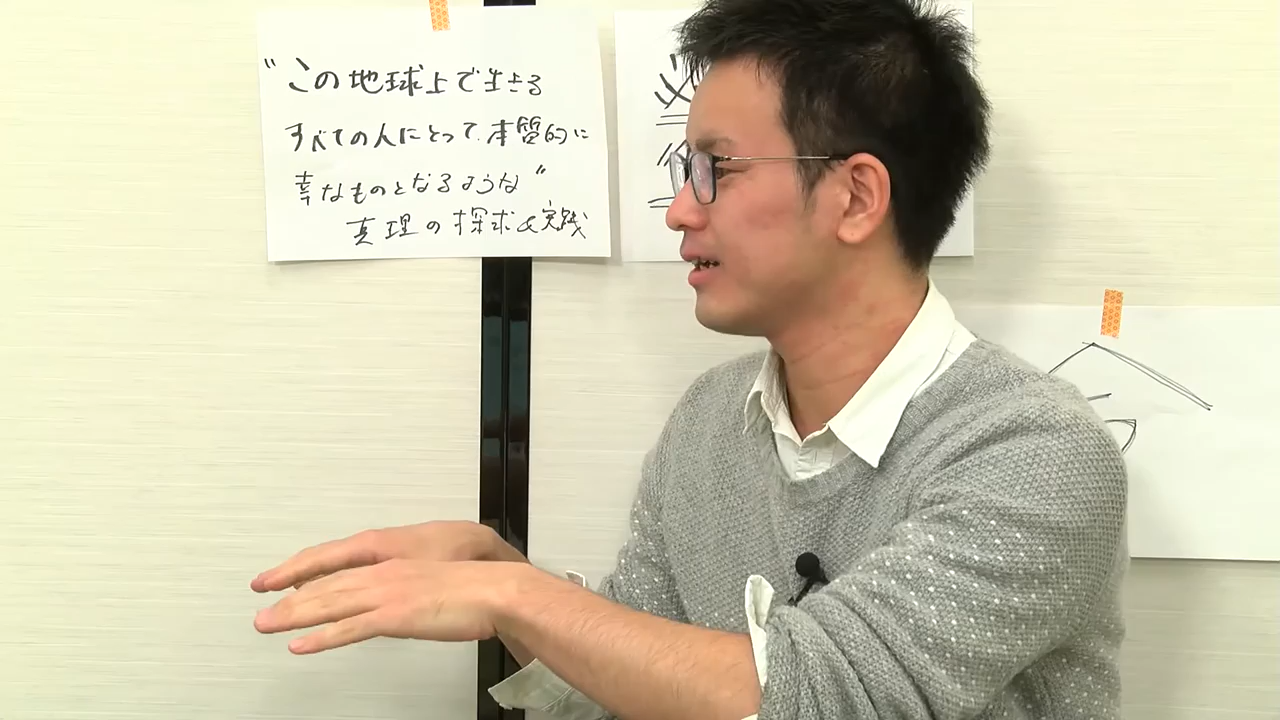 "この地球上で生きる
すべての人にとって、本質的に
幸なものとなるような"
真理の探求&実践
必